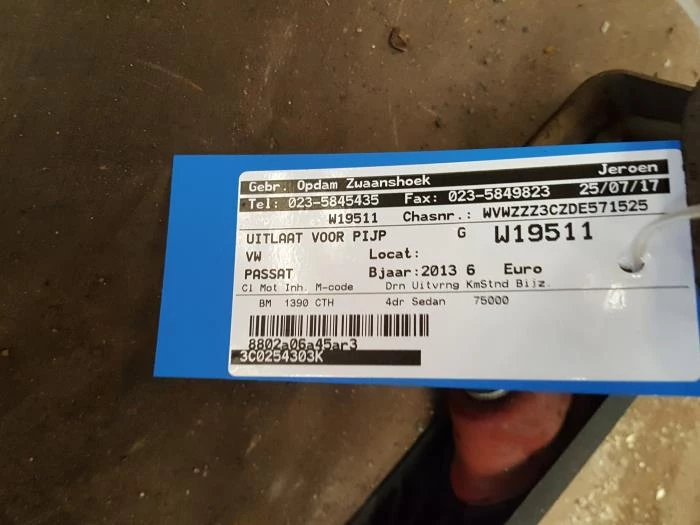 Gebr. Opdam Zwaanshoek Jeroen
Tel: 023-5845435 Fax: 023-5849823 25/07/17
W19511 Chasnr.: WVWZZZ3CZDE571525
UITLAAT VOOR PIJP G W19511
VW Locat:
PASSAT Bjaar:2013 6 Euro
Cl Mot Inh. M-code Drn Uitvrng KmStnd Bijz.
BM 1390 CTH 4dr Sedan 75000
8802a06a45ar3
3C0254303K